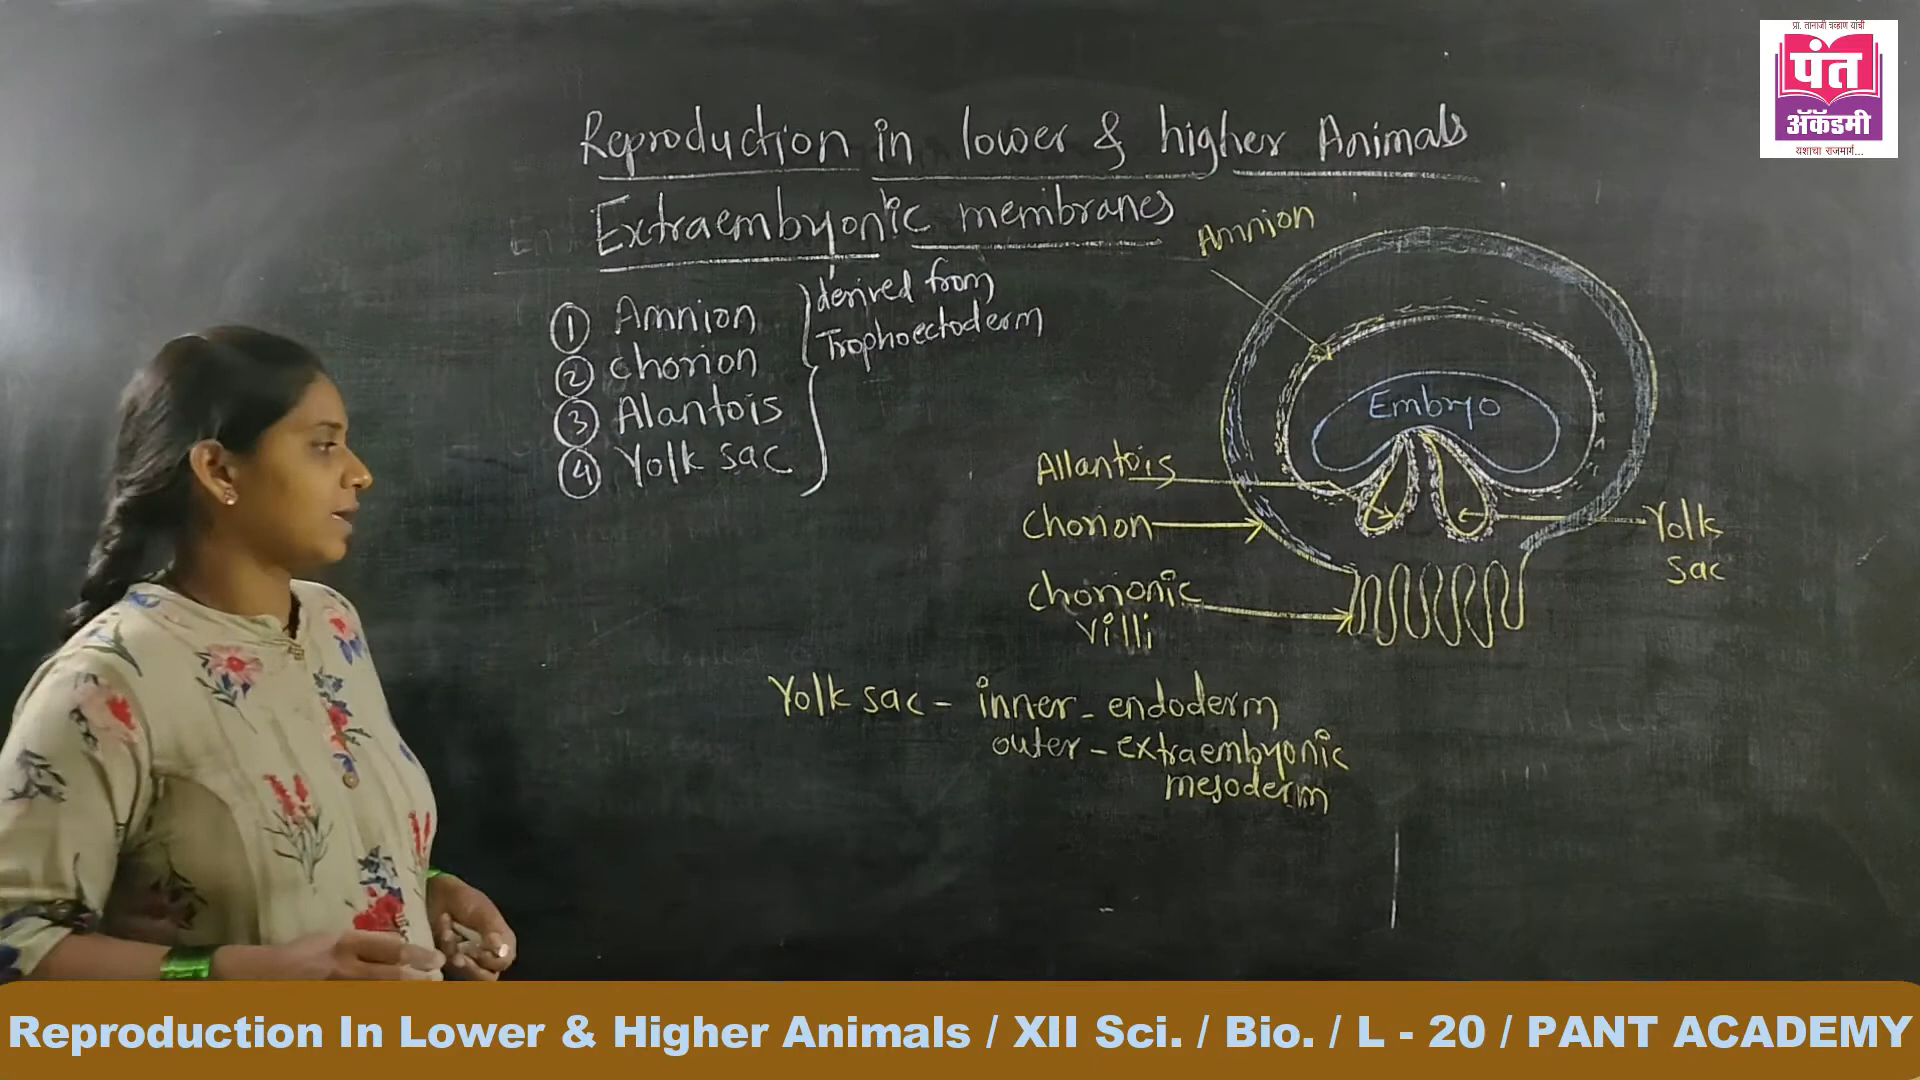 प्रा. तानाजी चव्हाण यांची
पंत
अ‍ॅकॅडमी
यशाचा राजमार्ग...
Reproduction in lower & higher Animals
Extraembyonic membranes
① Amnion
② Chorion
③ Alantois
④ Yolk sac
derived from
Trophoectoderm
Amnion
Embryo
Allantois
Chorion
Chorionic
villi
Yolk
Sac
Yolk sac - inner - endoderm
outer - extraembyonic
mesoderm
Reproduction In Lower & Higher Animals / XII Sci. / Bio. / L - 20 / PANT ACADEMY